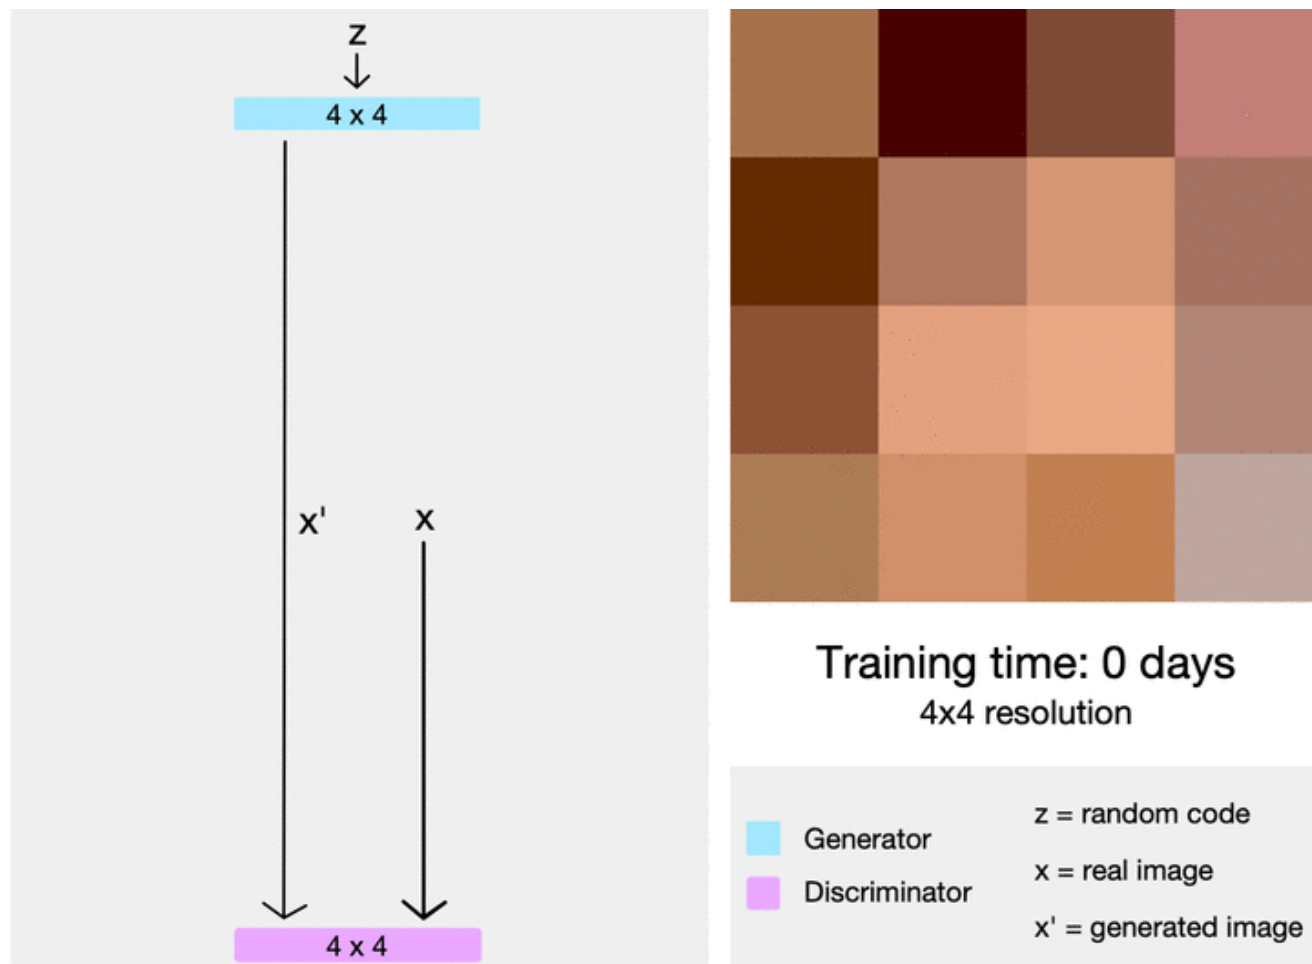 z
4 x 4
x'
x
4 x 4
Training time: 0 days
4x4 resolution
Generator
Discriminator
z = random code
x = real image
x' = generated image